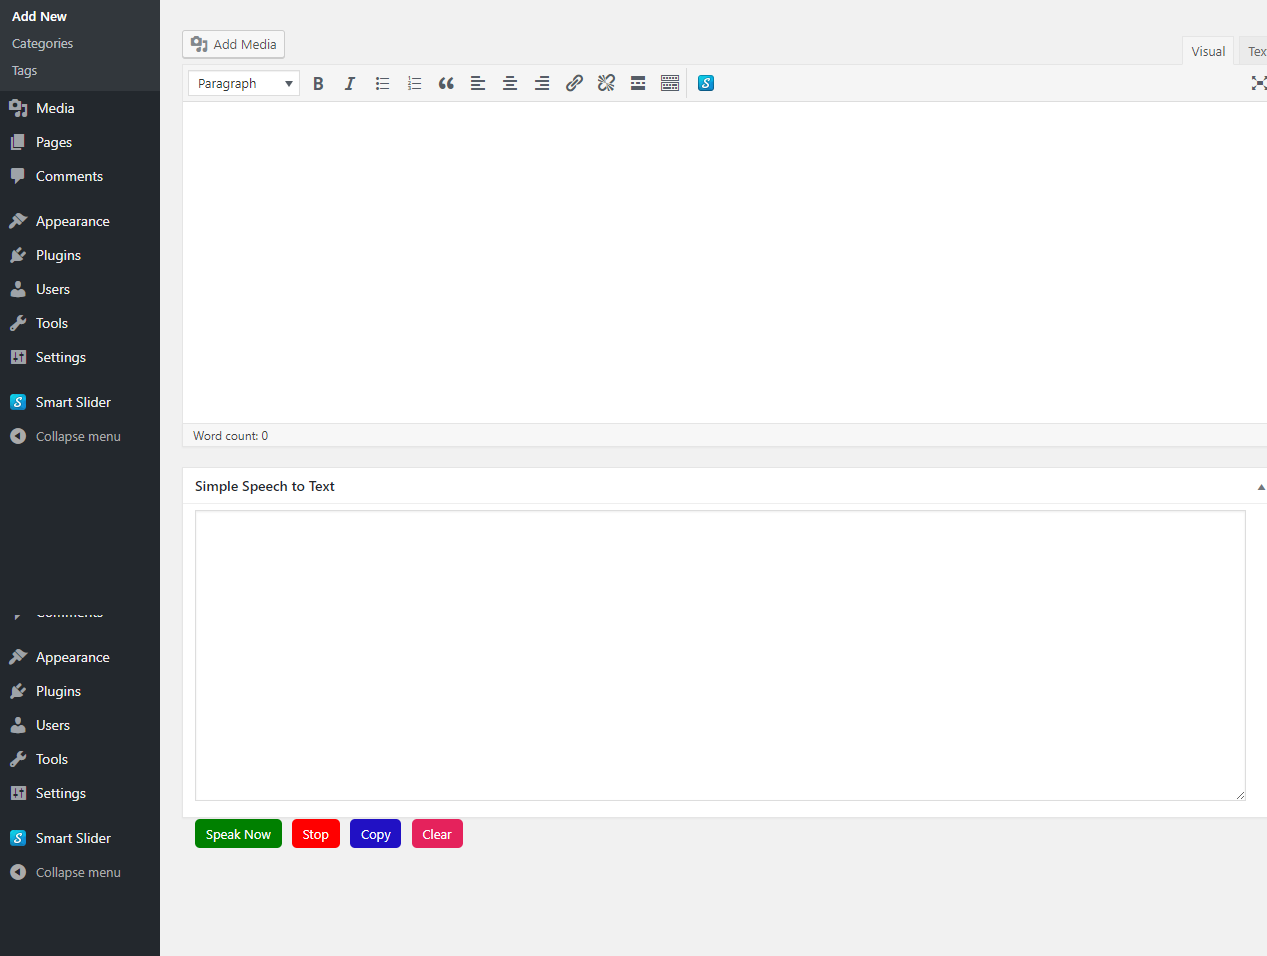 Add New
Categories
Tags
Media
Pages
Comments
Appearance
Plugins
Users
Tools
Settings
Smart Slider
Collapse menu
Comments
Appearance
Plugins
Users
Tools
Settings
Smart Slider
Collapse menu
Add Media
Visual Tex
Paragraph
Word count: 0
Simple Speech to Text
Speak Now Stop Copy Clear